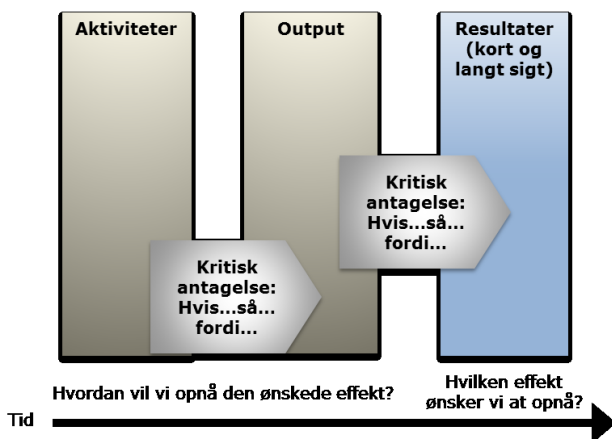 Aktiviteter
Output
Resultater
(kort og
langt sigt)
Kritisk
antagelse:
Hvis...så...
fordi...
Kritisk
antagelse:
Hvis...så...
fordi...
Hvordan vil vi opnå den ønskede effekt?
Hvilken effekt
ønsker vi at opnå?
Tid